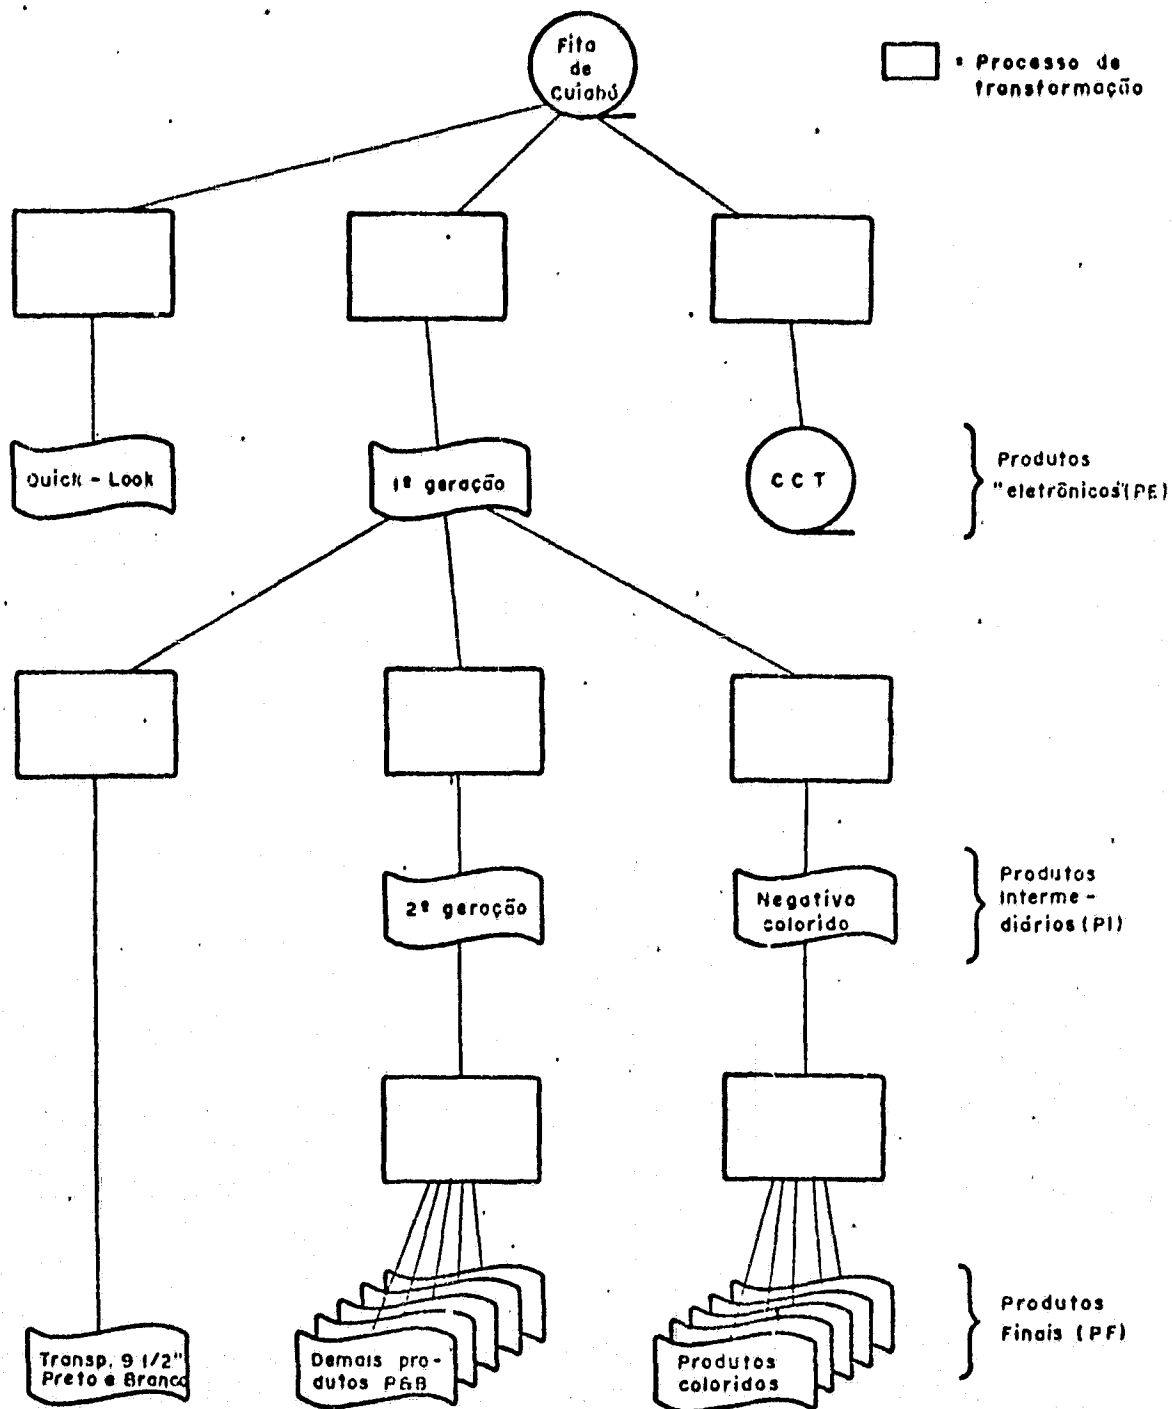 Fita
de
Cuiabá
= Processo de
transformação
Quick - Look
1ª geração
C C T
Produtos
"eletrônicos" (PE)
2ª geração
Negativo
colorido
Produtos
Interme -
diários (PI)
Transp. 9 1/2"
Preto e Branco
Demais pro-
dutos P&B
Produtos
coloridos
Produtos
Finais (PF)